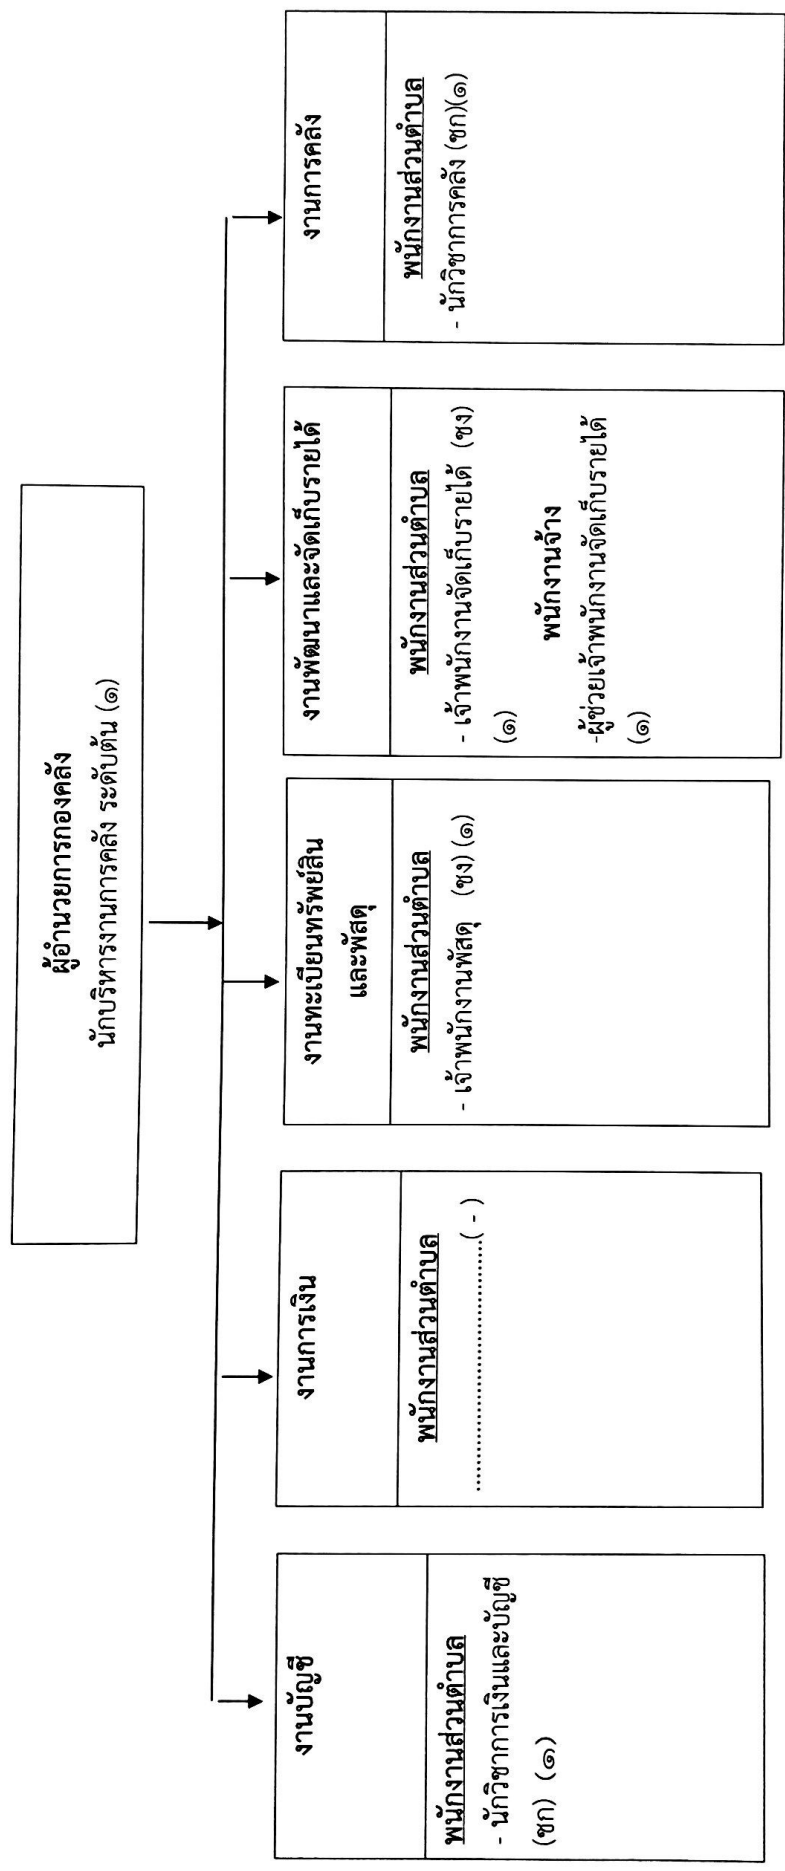 ผู้อำนวยการกองคลัง
นักบริหารงานการคลัง ระดับต้น (๑)
งานบัญชี
พนักงานส่วนตำบล
- นักวิชาการเงินและบัญชี
(ชก) (๑)
งานการเงิน
พนักงานส่วนตำบล
........................................( - )
งานทะเบียนทรัพย์สิน
และพัสดุ
พนักงานส่วนตำบล
- เจ้าพนักงานพัสดุ (ชง) (๑)
งานพัฒนาและจัดเก็บรายได้
พนักงานส่วนตำบล
- เจ้าพนักงานจัดเก็บรายได้ (ชง)
(๑)
พนักงานจ้าง
-ผู้ช่วยเจ้าพนักงานจัดเก็บรายได้
(๑)
งานการคลัง
พนักงานส่วนตำบล
- นักวิชาการคลัง (ชก)(๑)